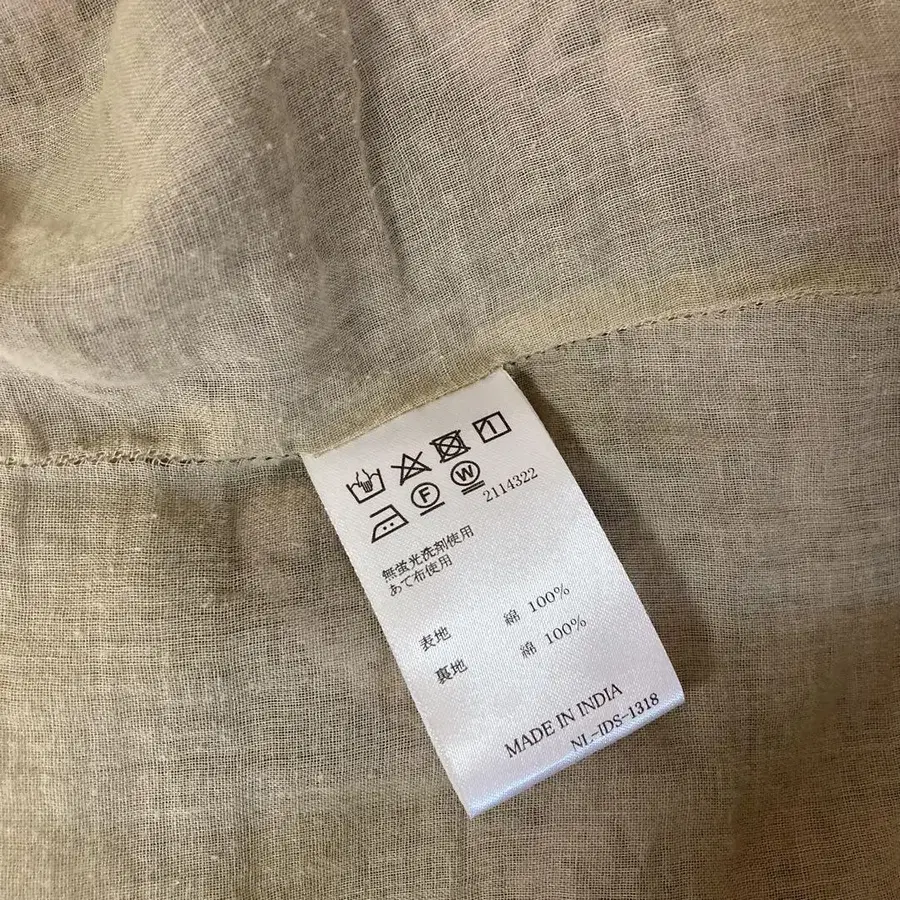 F W 2114322
無蛍光洗剤使用
あて布使用
表地 綿 100%
裏地 綿 100%
MADE IN INDIA
NL-IDS-1318